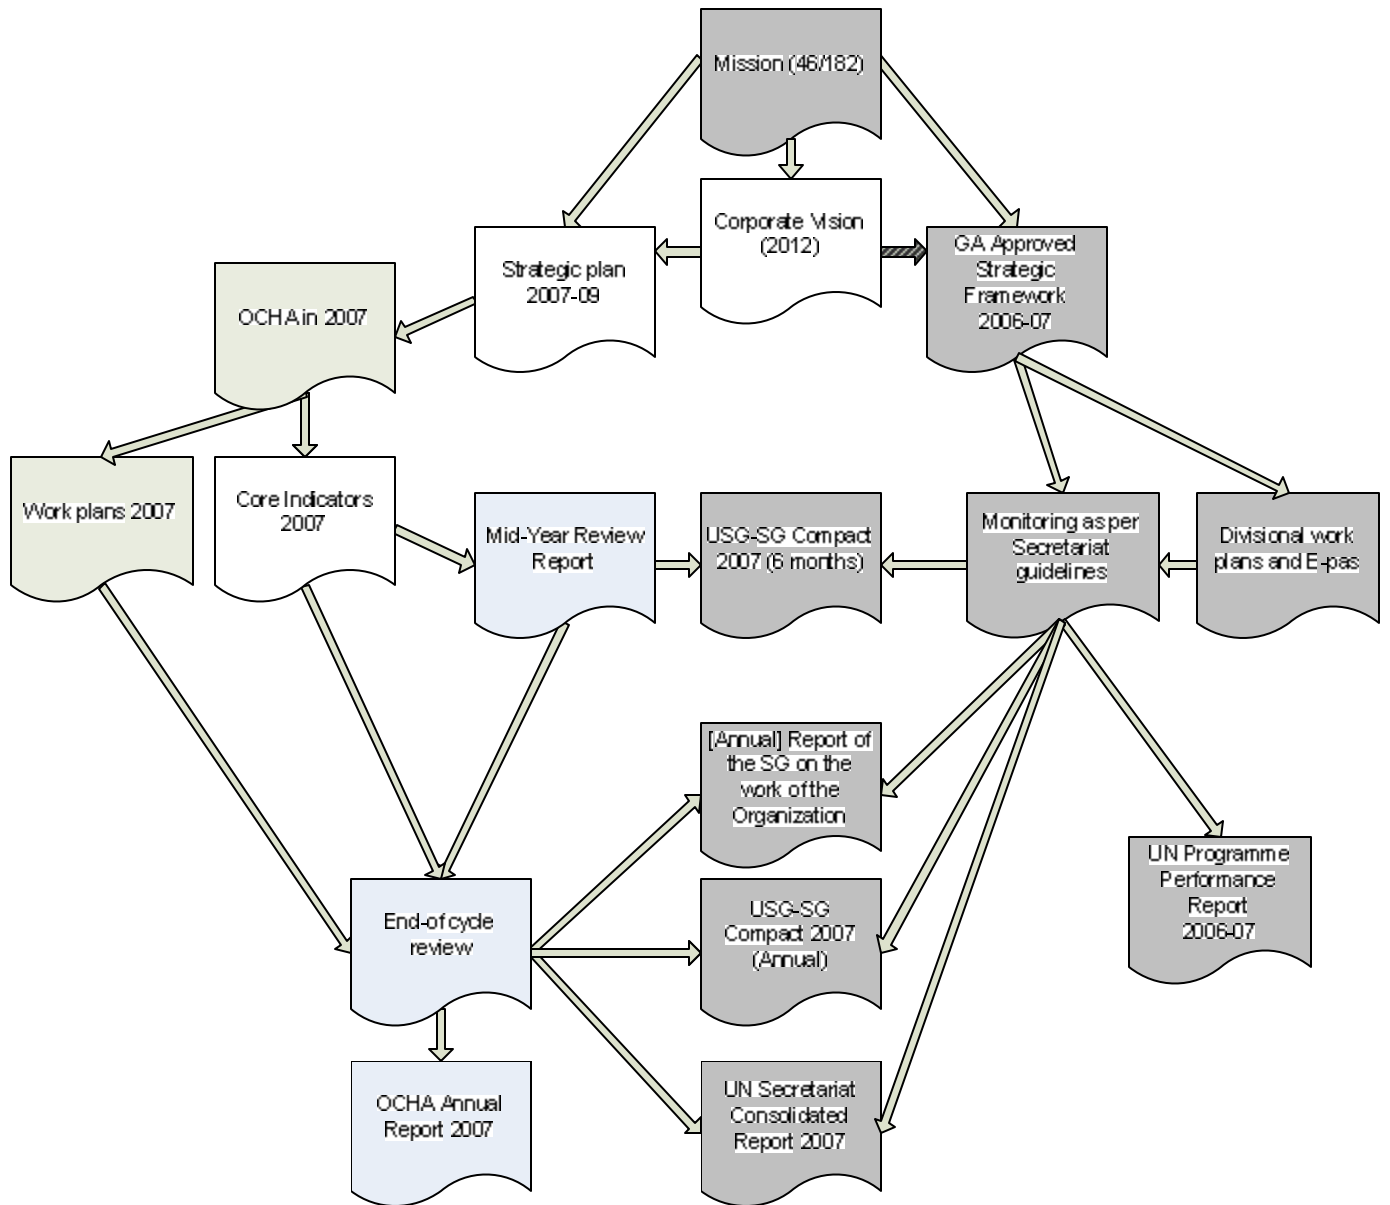 Mission (46/182)
Corporate Vision
(2012)
GA Approved
Strategic
Framework
2006-07
Strategic plan
2007-09
OCHA in 2007
Work plans 2007
Core Indicators
2007
Mid-Year Review
Report
USG-SG Compact
2007 (6 months)
Monitoring as per
Secretariat
guidelines
Divisional work
plans and E-pas
[Annual] Report of
the SG on the
work of the
Organization
UN Programme
Performance
Report
2006-07
End-of cycle
review
USG-SG
Compact 2007
(Annual)
OCHA Annual
Report 2007
UN Secretariat
Consolidated
Report 2007